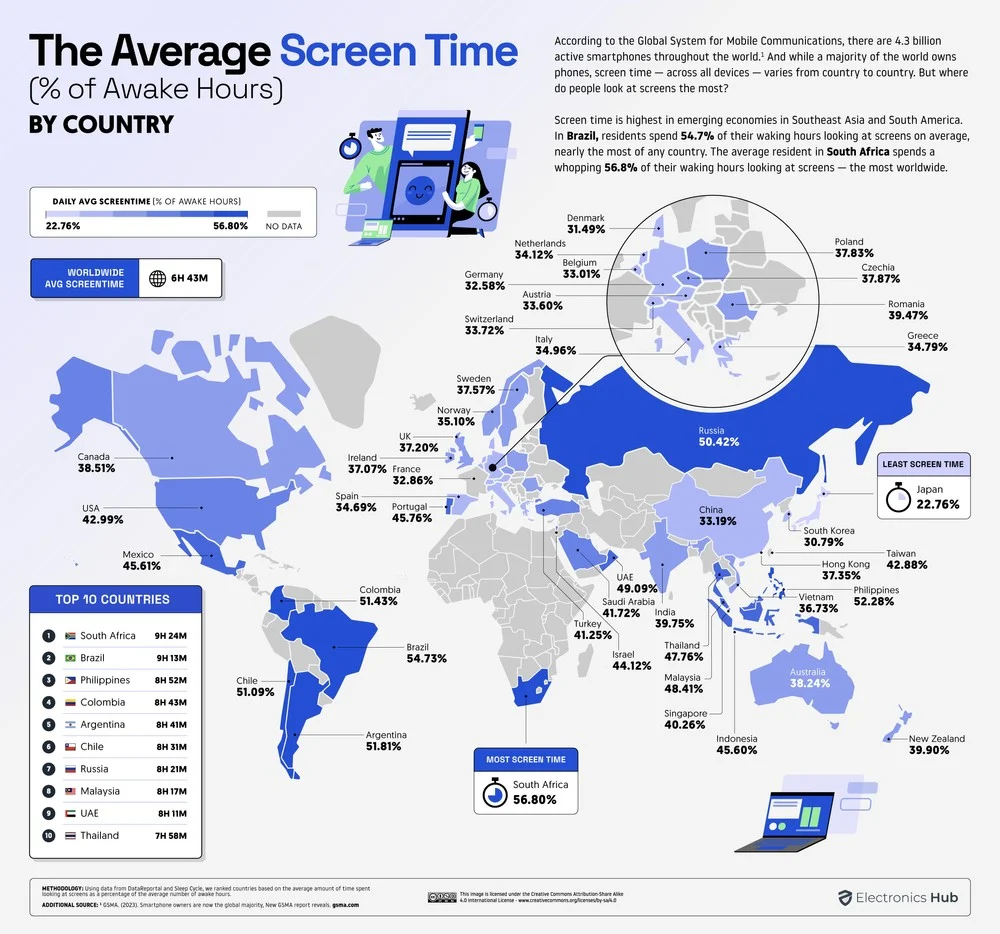 The Average Screen Time
(% of Awake Hours)
BY COUNTRY
According to the Global System for Mobile Communications, there are 4.3 billion
active smartphones throughout the world.¹ And while a majority of the world owns
phones, screen time — across all devices — varies from country to country. But where
do people look at screens the most?
Screen time is highest in emerging economies in Southeast Asia and South America.
In Brazil, residents spend 54.7% of their waking hours looking at screens on average,
nearly the most of any country. The average resident in South Africa spends a
whopping 56.8% of their waking hours looking at screens — the most worldwide.
DAILY AVG SCREENTIME (% OF AWAKE HOURS)
22.76%
56.80%
NO DATA
WORLDWIDE
AVG SCREENTIME
6H 43M
Denmark
31.49%
Netherlands
34.12%
Belgium
33.01%
Germany
32.58%
Austria
33.60%
Switzerland
33.72%
Italy
34.96%
Poland
37.83%
Czechia
37.87%
Romania
39.47%
Greece
34.79%
Sweden
37.57%
Norway
35.10%
UK
37.20%
Ireland
37.07%
France
32.86%
Spain
34.69%
Portugal
45.76%
Canada
38.51%
USA
42.99%
Mexico
45.61%
Russia
50.42%
LEAST SCREEN TIME
Japan
22.76%
China
33.19%
South Korea
30.79%
Taiwan
42.88%
Hong Kong
37.35%
Philippines
52.28%
Vietnam
36.73%
UAE
49.09%
Saudi Arabia
41.72%
Turkey
41.25%
Israel
44.12%
India
39.75%
Thailand
47.76%
Malaysia
48.41%
Singapore
40.26%
Indonesia
45.60%
Australia
38.24%
New Zealand
39.90%
Colombia
51.43%
Brazil
54.73%
Chile
51.09%
Argentina
51.81%
MOST SCREEN TIME
South Africa
56.80%
TOP 10 COUNTRIES
1 South Africa 9H 24M
2 Brazil 9H 13M
3 Philippines 8H 52M
4 Colombia 8H 43M
5 Argentina 8H 41M
6 Chile 8H 31M
7 Russia 8H 21M
8 Malaysia 8H 17M
9 UAE 8H 11M
10 Thailand 7H 58M
METHODOLOGY: Using data from DataReportal and Sleep Cycle, we ranked countries based on the average amount of time spent
looking at screens as a percentage of the average number of awake hours.
ADDITIONAL SOURCE: ¹ GSMA. (2023). Smartphone owners are now the global majority, New GSMA report reveals. gsma.com
This image is licensed under the Creative Commons Attribution-Share Alike
4.0 International License - www.creativecommons.org/licenses/by-sa/4.0
Electronics Hub